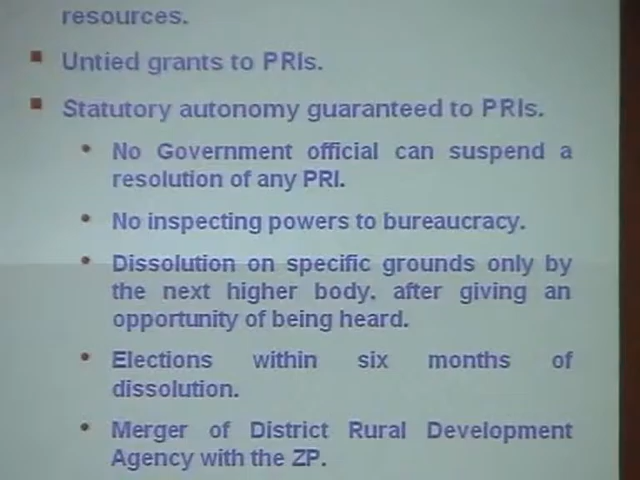 resources.
Untied grants to PRIs.
Statutory autonomy guaranteed to PRIs.
No Government official can suspend a
resolution of any PRI.
No inspecting powers to bureaucracy.
Dissolution on specific grounds only by
the next higher body, after giving an
opportunity of being heard.
Elections within six months of
dissolution.
Merger of District Rural Development
Agency with the ZP.